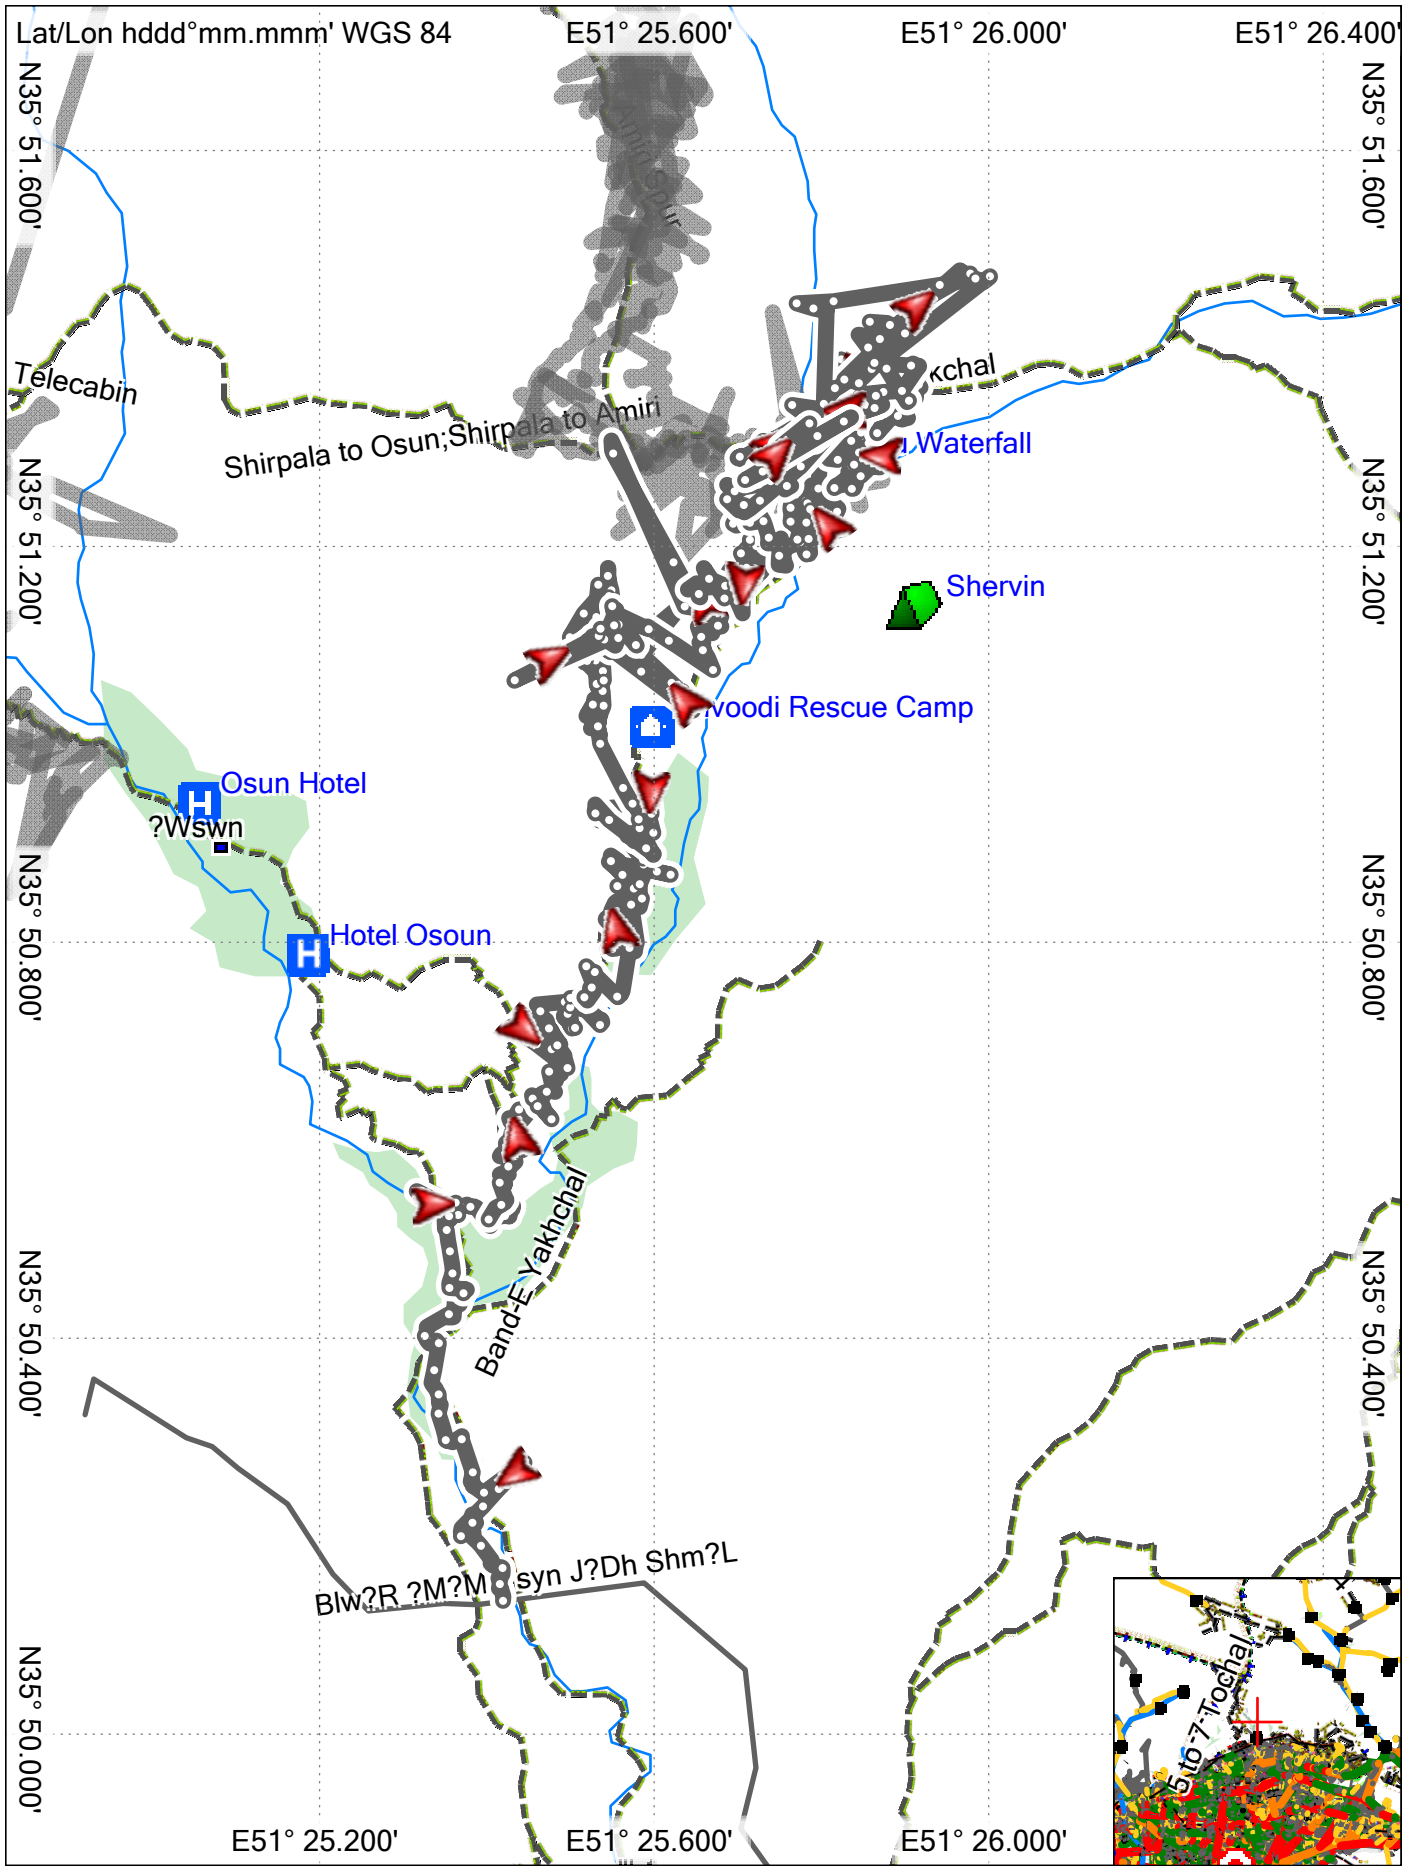 Lat/Lon hddd°mm.mmm' WGS 84
E51° 25.600'
E51° 26.000'
E51° 26.400'
N35° 51.600'
N35° 51.600'
Amiri Spur
Telecabin
kchal
Shirpala to Osun;Shirpala to Amiri
Waterfall
N35° 51.200'
N35° 51.200'
Shervin
voodi Rescue Camp
Osun Hotel
?Wswn
Hotel Osoun
N35° 50.800'
N35° 50.800'
Band-E Yakhchal
N35° 50.400'
N35° 50.400'
Blw?R ?M?M syn J?Dh Shm?L
5-to-7-Tochal
N35° 50.000'
E51° 25.200'
E51° 25.600'
E51° 26.000'